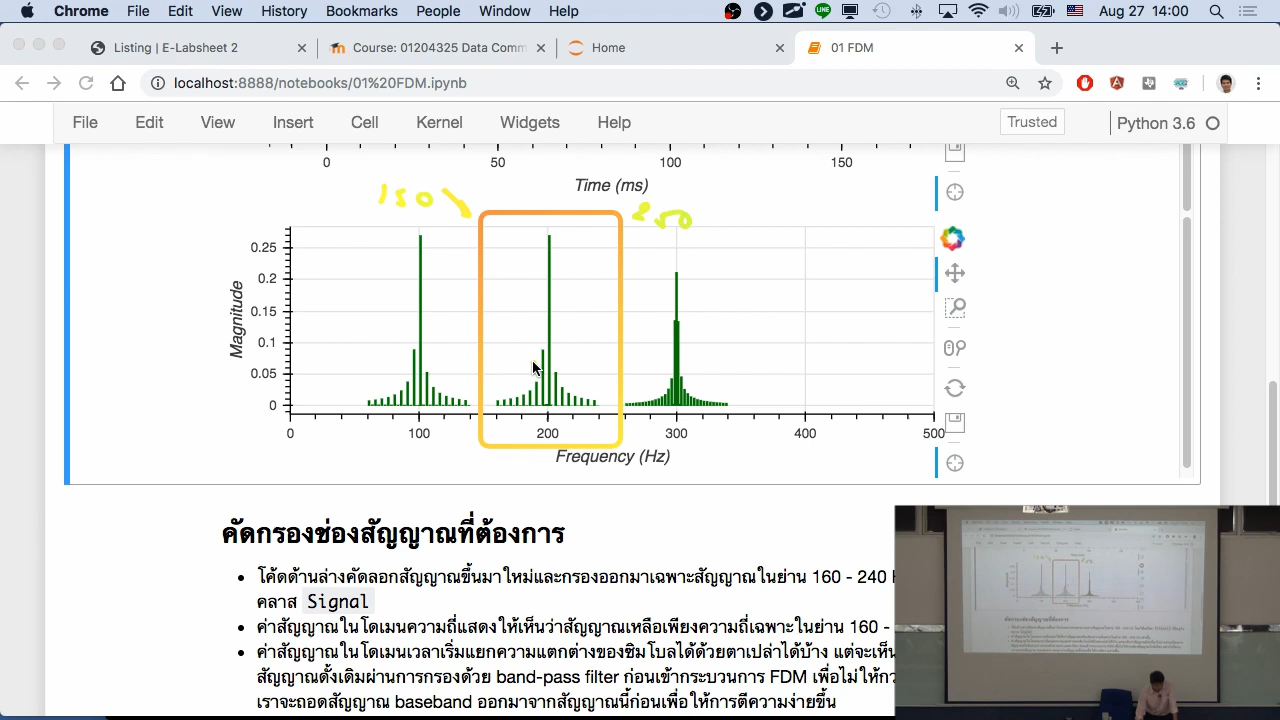 Chrome File Edit View History Bookmarks People Window Help Aug 27 14:00
Listing | E-Labsheet 2 Course: 01204325 Data Comm Home 01 FDM
localhost:8888/notebooks/01%20FDM.ipynb
File Edit View Insert Cell Kernel Widgets Help Trusted Python 3.6
0 50 100 150
Time (ms)
150 250
0.25
0.2
0.15
0.1
0.05
0
Magnitude
0 100 200 300 400 500
Frequency (Hz)
คัดกรองช่องสัญญาณที่ต้องการ
โค้ดด้านล่างคัดลอกสัญญาณขึ้นมาใหม่และกรองออกมาเฉพาะสัญญาณในย่าน 160 - 240 H
คลาส Signal
ค่าสัญญาณในโดเมนความถี่แสดงให้เห็นว่าสัญญาณเหลือเพียงความถี่เฉพาะในย่าน 160 -
ค่าสัญญาณในโดเมนเวลาเริ่มเห็นความแตกต่างของซิมโบลได้ด้วยตาเปล่าได้บ้าง
สัญญาณดั้งเดิมผ่านการกรองด้วย band-pass filter ก่อนเข้ากระบวนการ FDM เพื่อไม่ให้
เราจะถอดสัญญาณ baseband ออกมาจากสัญญาณนี้ก่อนเพื่อให้การตีความง่ายขึ้น